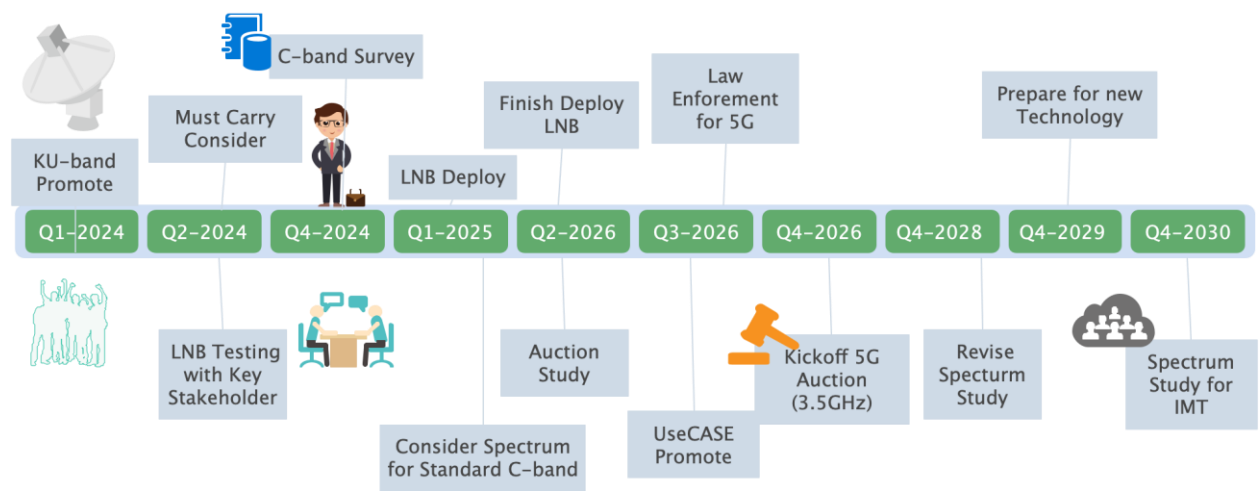 C-band Survey
Law
Enforement
for 5G
Finish Deploy
LNB
Prepare for new
Technology
Must Carry
Consider
KU-band
Promote
LNB Deploy
Q1-2024
Q2-2024
Q4-2024
Q1-2025
Q2-2026
Q3-2026
Q4-2026
Q4-2028
Q4-2029
Q4-2030
LNB Testing
with Key
Stakeholder
Auction
Study
Kickoff 5G
Auction
(3.5GHz)
Revise
Specturm
Study
Spectrum
Study for
IMT
Consider Spectrum
for Standard C-band
UseCASE
Promote